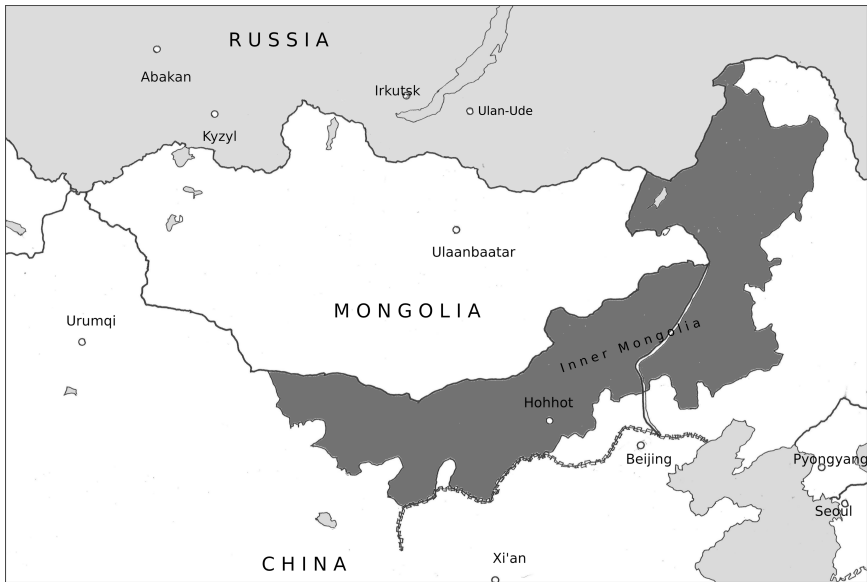 RUSSIA
Abakan
Irkutsk
Ulan-Ude
Kyzyl
Ulaanbaatar
MONGOLIA
Urumqi
Inner Mongolia
Hohhot
Beijing
Pyongyang
Seoul
Xi'an
CHINA